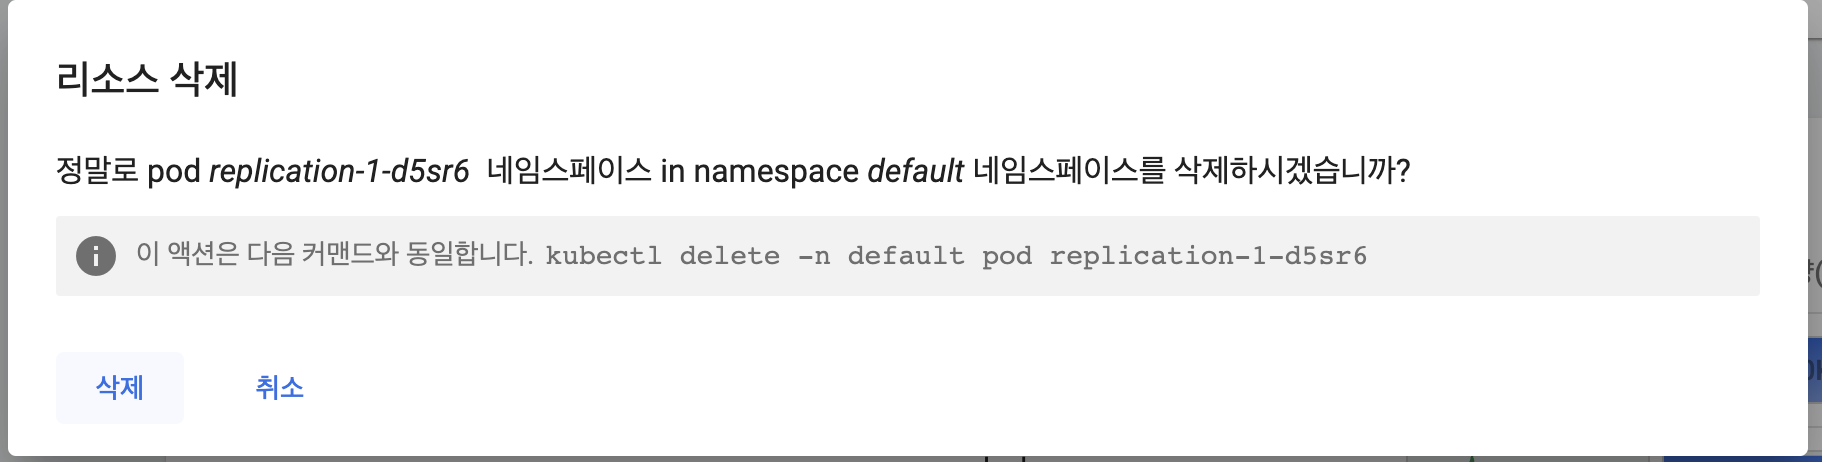 리소스 삭제
정말로 pod replication-1-d5sr6 네임스페이스 in namespace default 네임스페이스를 삭제하시겠습니까?
이 액션은 다음 커맨드와 동일합니다. kubectl delete -n default pod replication-1-d5sr6
삭제 취소